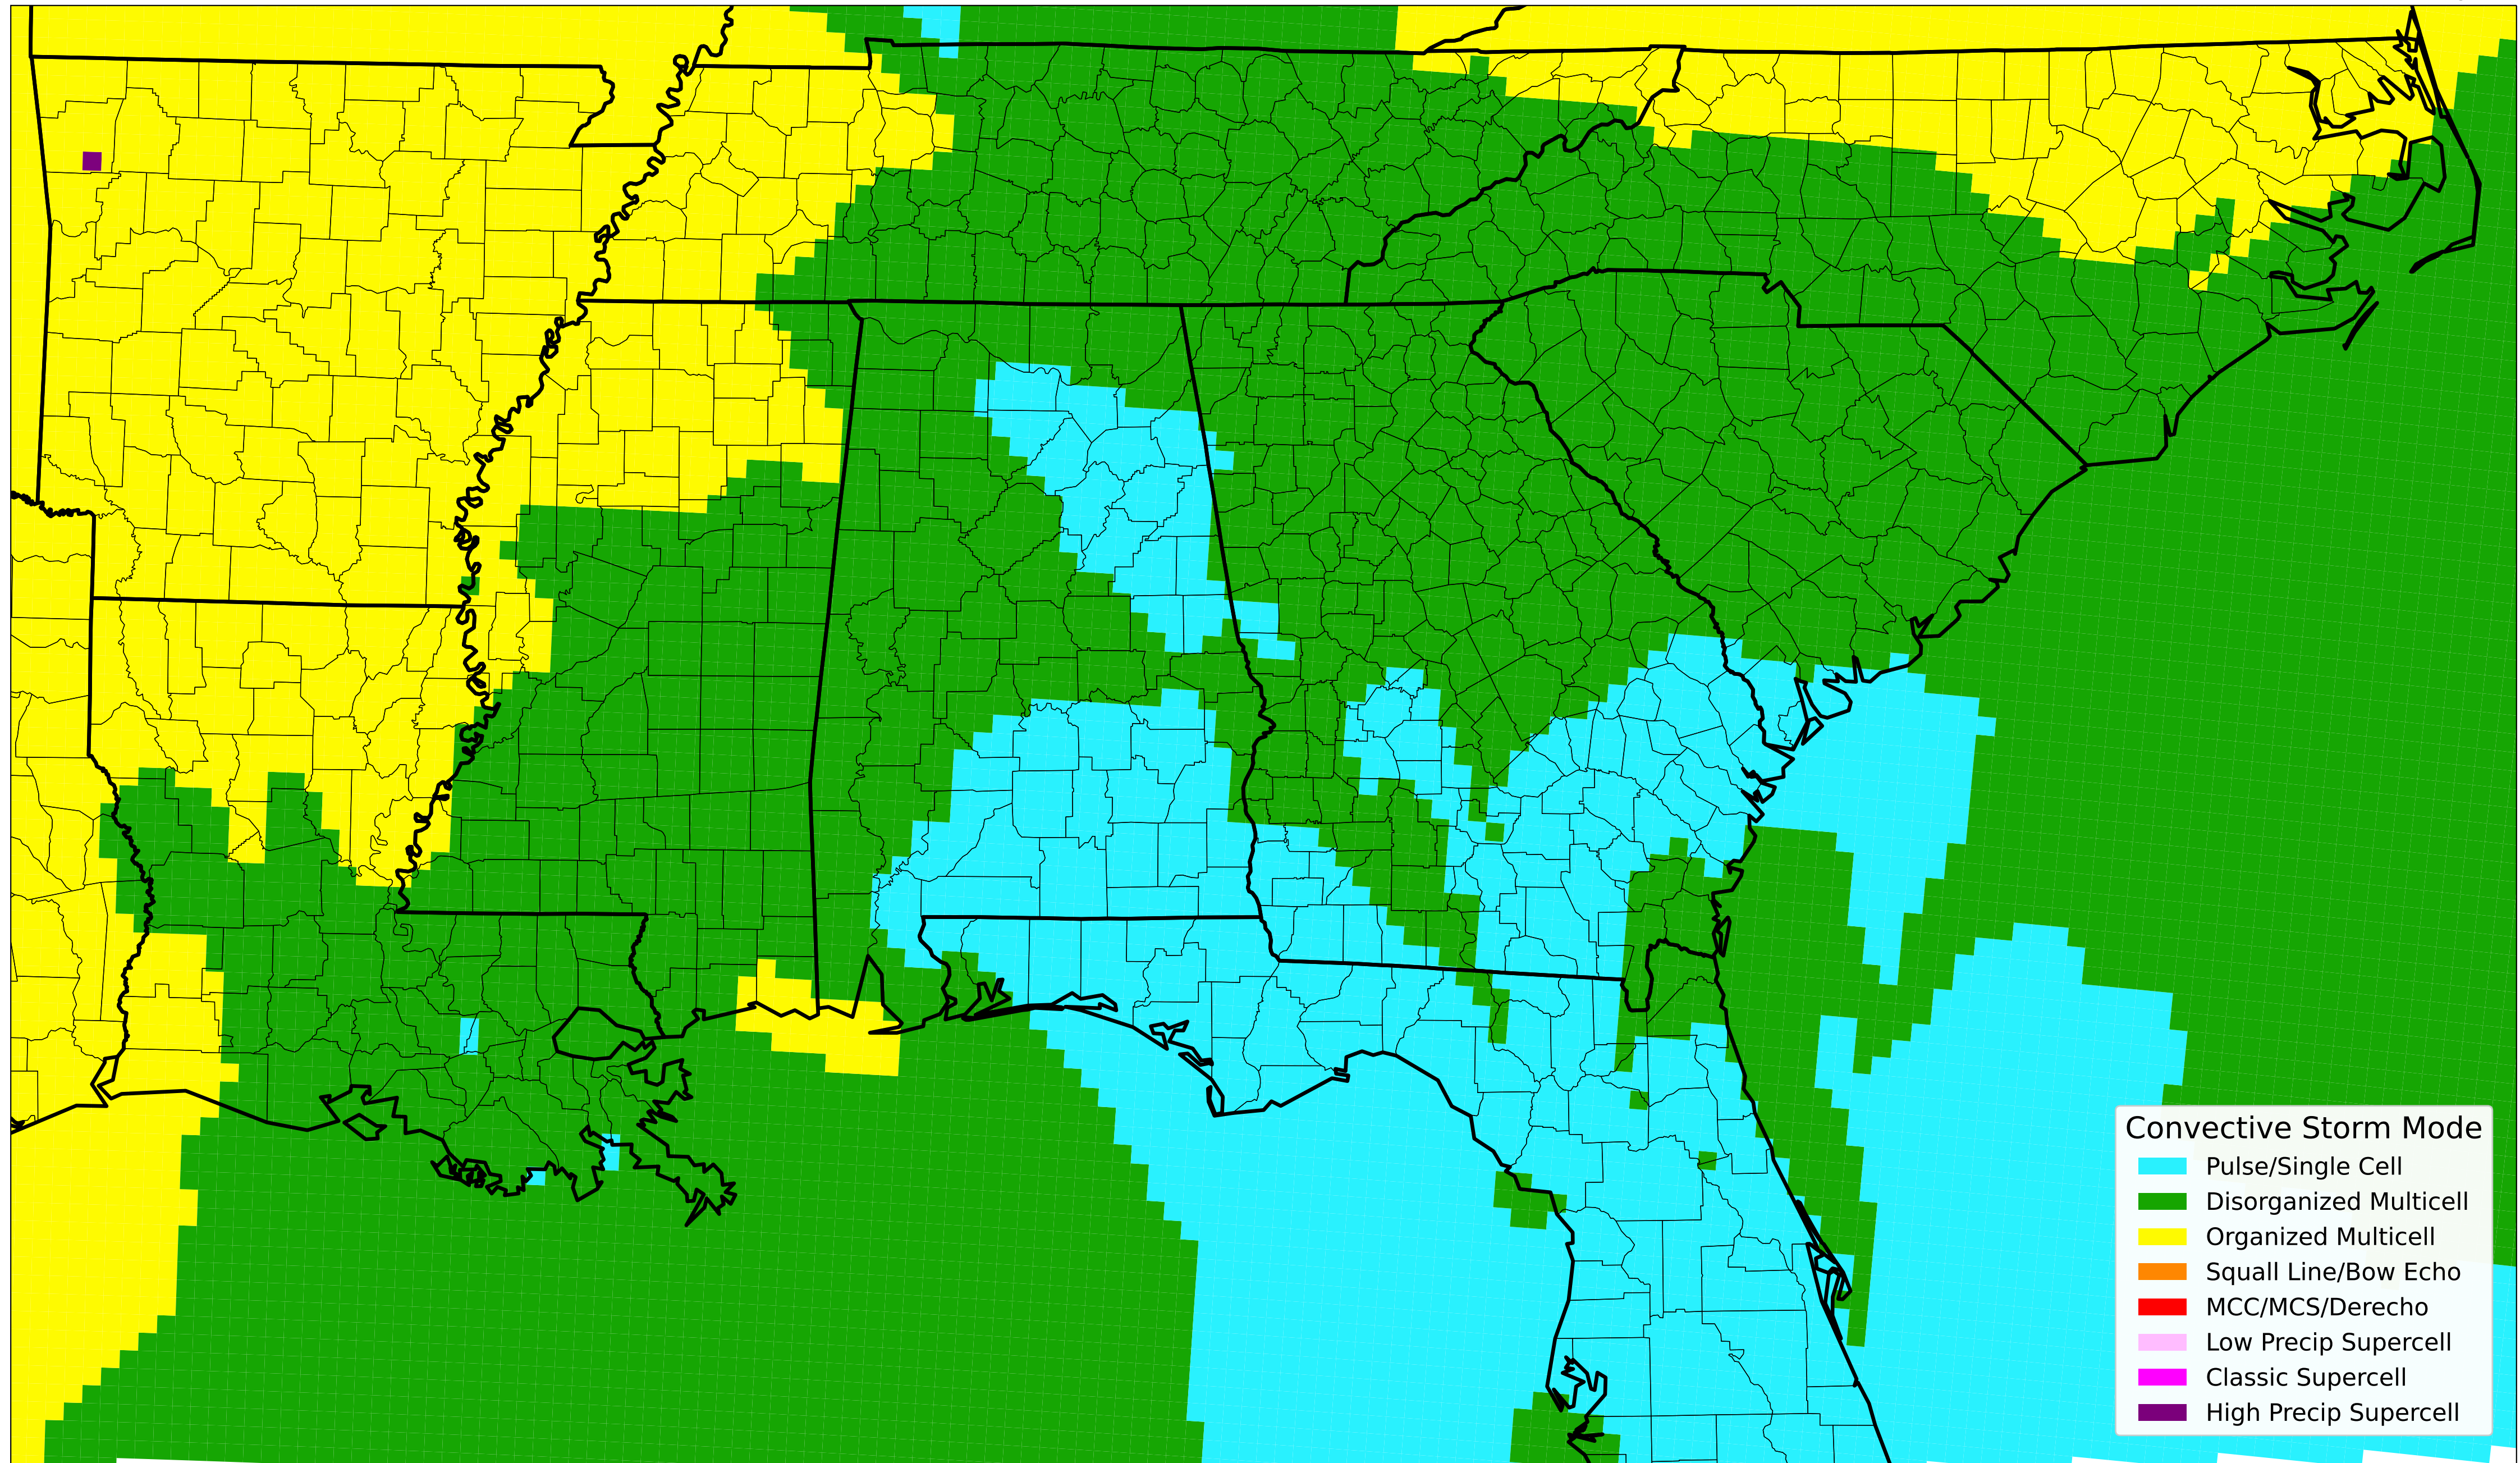 Convective Storm Mode
Pulse/Single Cell
Disorganized Multicell
Organized Multicell
Squall Line/Bow Echo
MCC/MCS/Derecho
Low Precip Supercell
Classic Supercell
High Precip Supercell